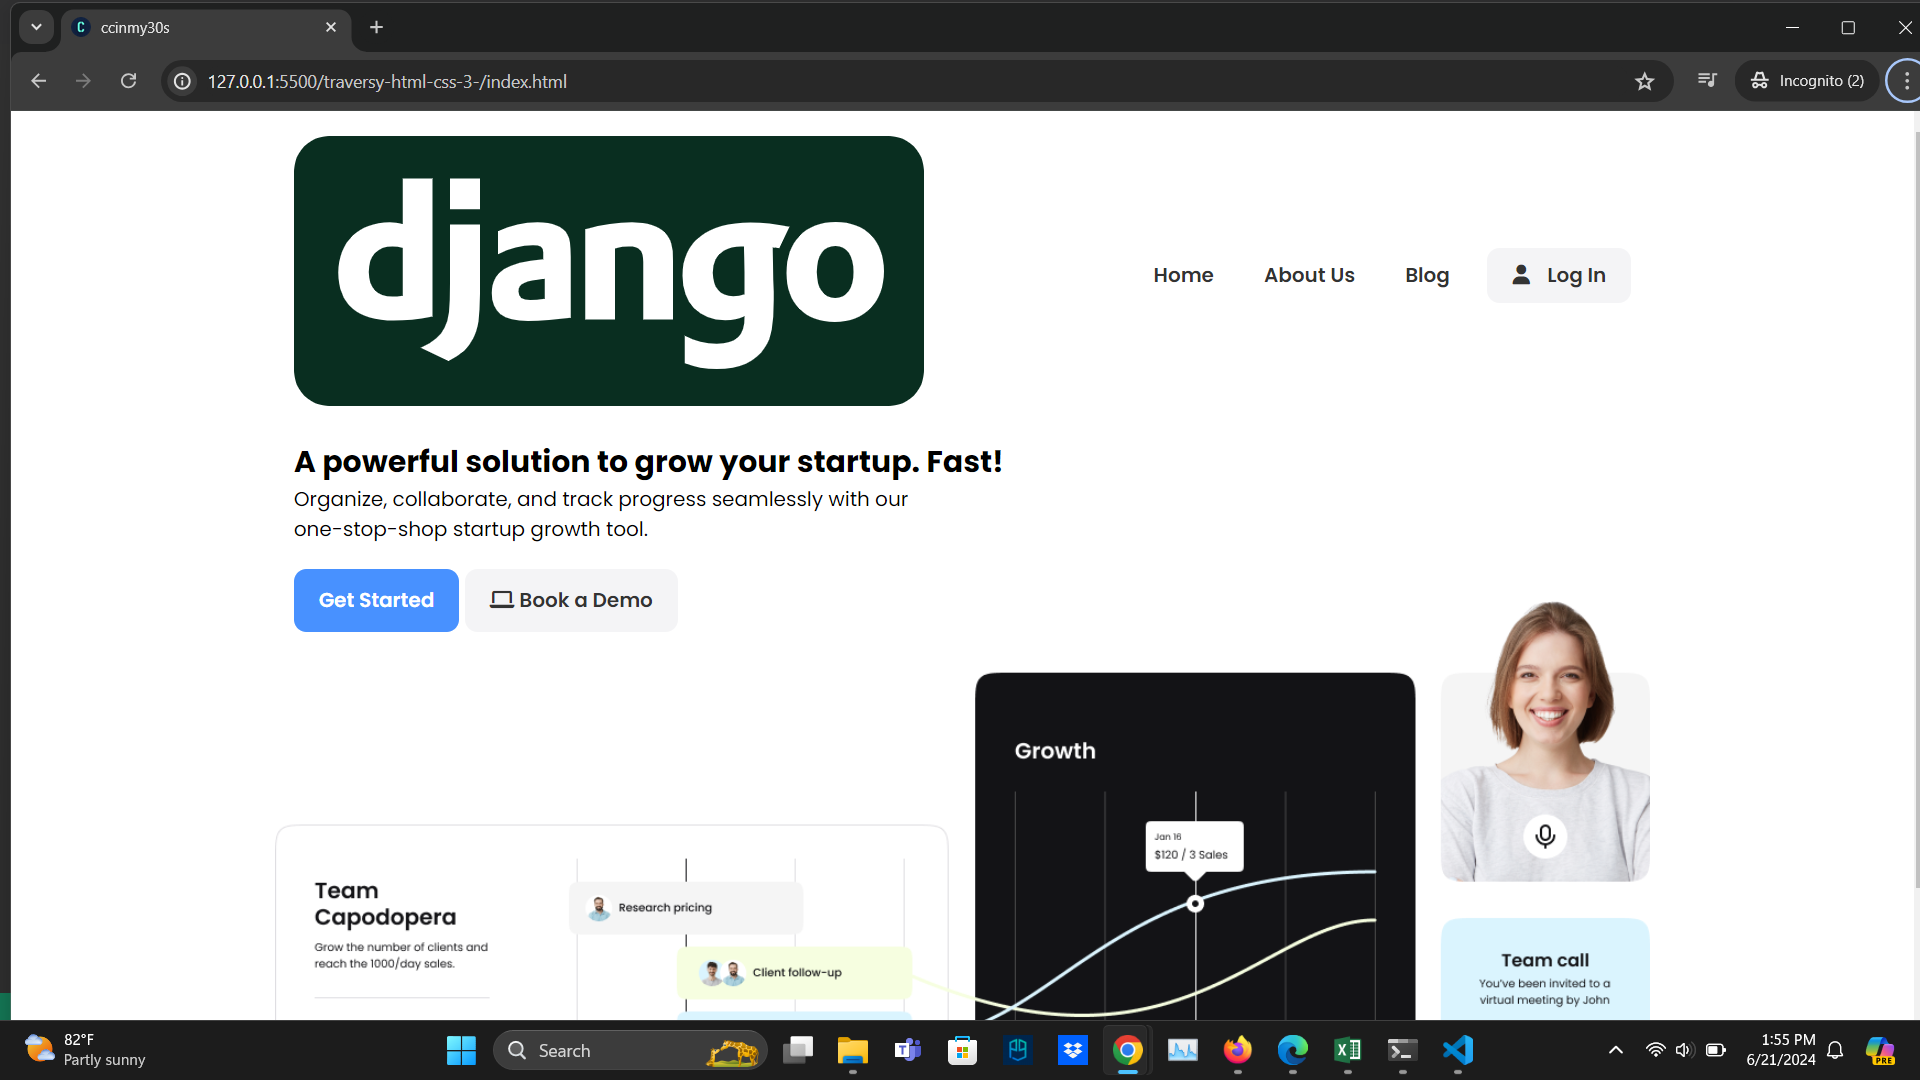 ccinmy30s
127.0.0.1:5500/traversy-html-css-3-/index.html
Incognito (2)
django
Home
About Us
Blog
Log In
A powerful solution to grow your startup. Fast!
Organize, collaborate, and track progress seamlessly with our
one-stop-shop startup growth tool.
Get Started
Book a Demo
Growth
Jan 16
$120 / 3 Sales
Team
Capodopera
Grow the number of clients and
reach the 1000/day sales.
Research pricing
Client follow-up
Team call
You've been invited to a
virtual meeting by John
82°F
Partly sunny
Search
1:55 PM
6/21/2024
PRE